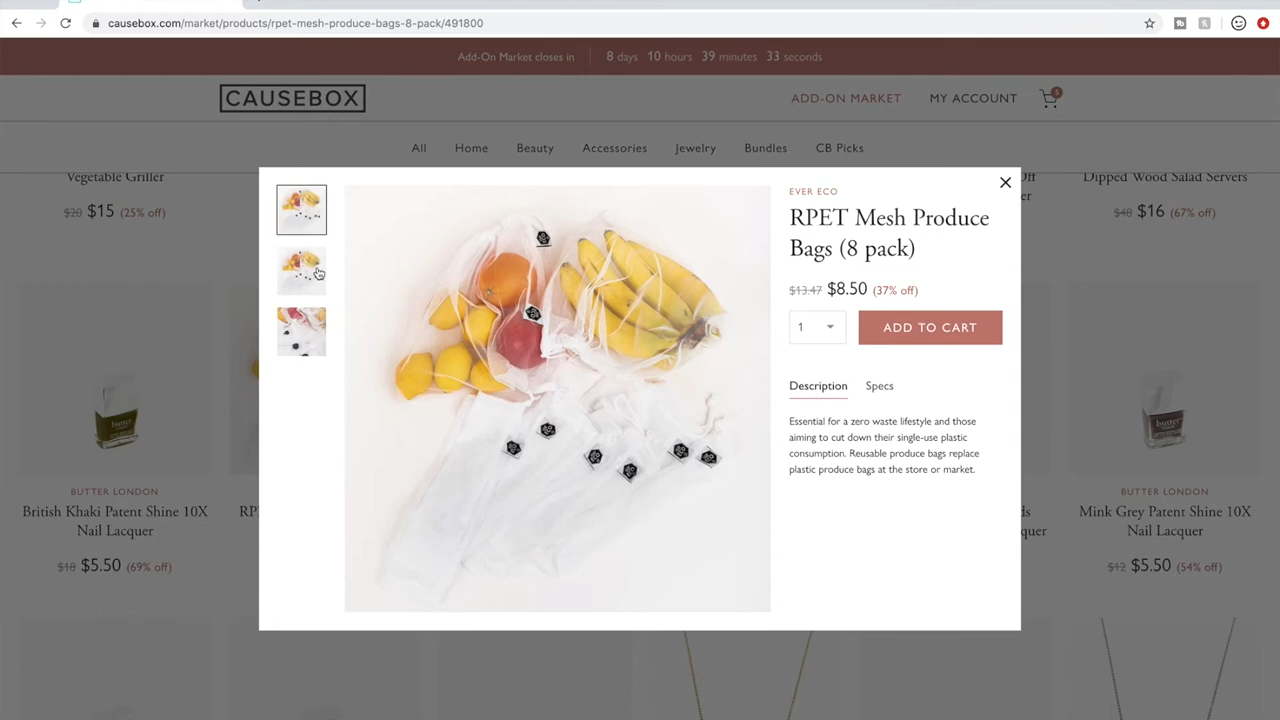 causebox.com/market/products/rpet-mesh-produce-bags-8-pack/491800
Add-On Market closes in 8 days 10 hours 39 minutes 33 seconds
CAUSEBOX
ADD-ON MARKET
MY ACCOUNT
3
All Home Beauty Accessories Jewelry Bundles CB Picks
Vegetable Griller
$20 $15 (25% off)
Dipped Wood Salad Servers
$48 $16 (67% off)
EVER ECO
RPET Mesh Produce
Bags (8 pack)
$13.47 $8.50 (37% off)
1
ADD TO CART
Description Specs
Essential for a zero waste lifestyle and those
aiming to cut down their single-use plastic
consumption. Reusable produce bags replace
plastic produce bags at the store or market.
butter
BUTTER LONDON
British Khaki Patent Shine 10X
Nail Lacquer
$18 $5.50 (69% off)
butter
BUTTER LONDON
Mink Grey Patent Shine 10X
Nail Lacquer
$12 $5.50 (54% off)